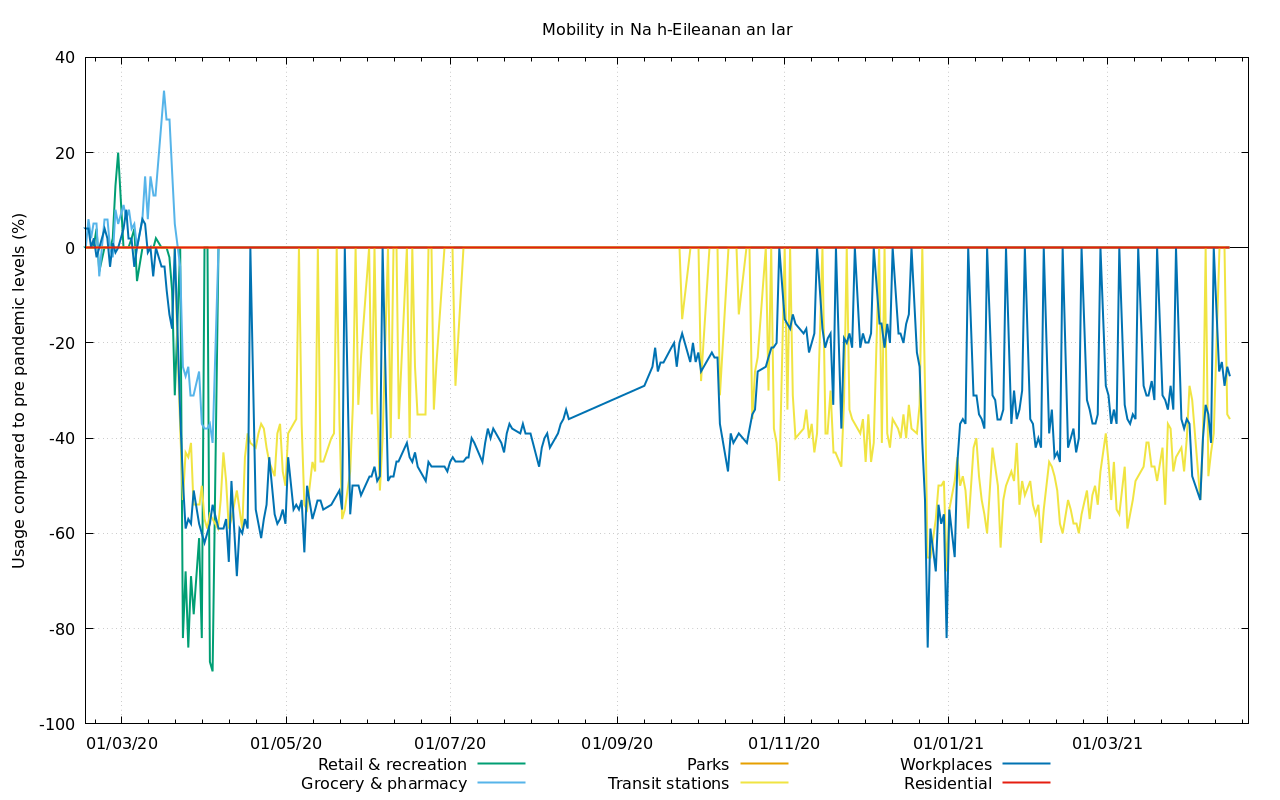 Mobility in Na h-Eileanan an Iar
Usage compared to pre pandemic levels (%)
40
20
0
-20
-40
-60
-80
-100
01/03/20 01/05/20 01/07/20 01/09/20 01/11/20 01/01/21 01/03/21
Retail & recreation Parks Workplaces
Grocery & pharmacy Transit stations Residential